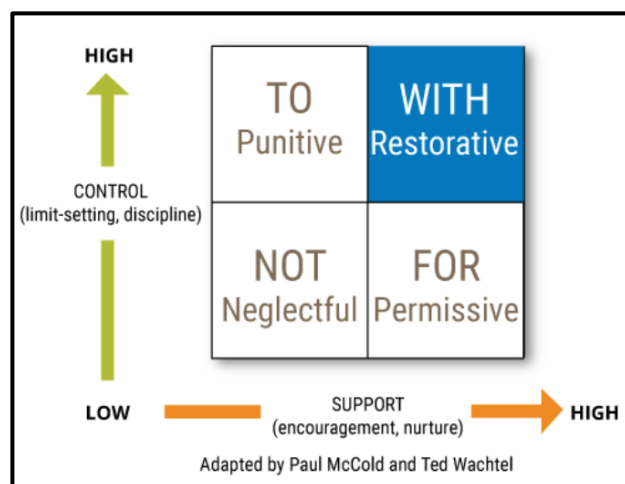 HIGH
CONTROL
(limit-setting, discipline)
TO
Punitive
WITH
Restorative
NOT
Neglectful
FOR
Permissive
LOW
SUPPORT
(encouragement, nurture)
HIGH
Adapted by Paul McCold and Ted Wachtel